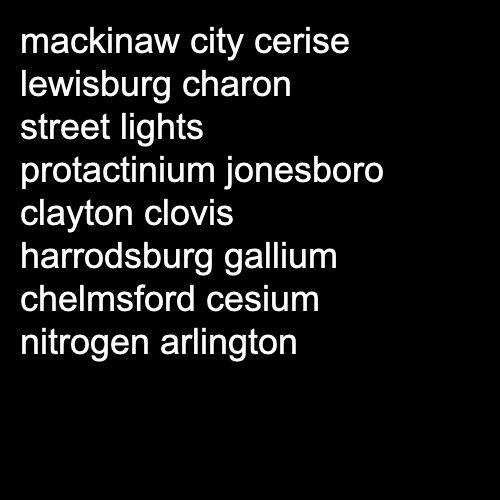 mackinaw city cerise
lewisburg charon
street lights
protactinium jonesboro
clayton clovis
harrodsburg gallium
chelmsford cesium
nitrogen arlington